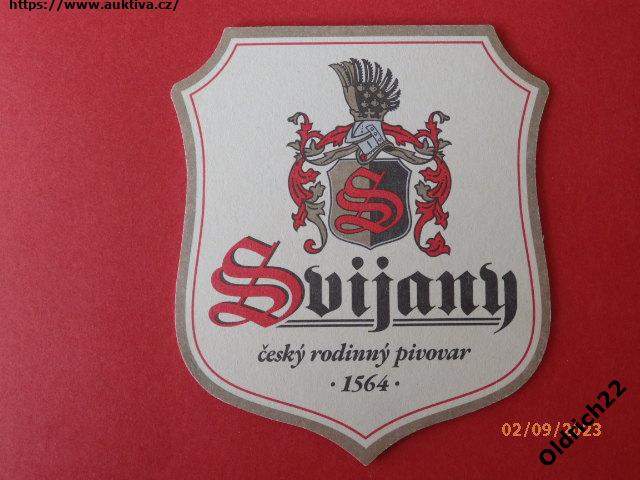 https://www.auktiva.cz/
S
Svijany
český rodinný pivovar
· 1564 ·
02/09/2023
Oldrich22